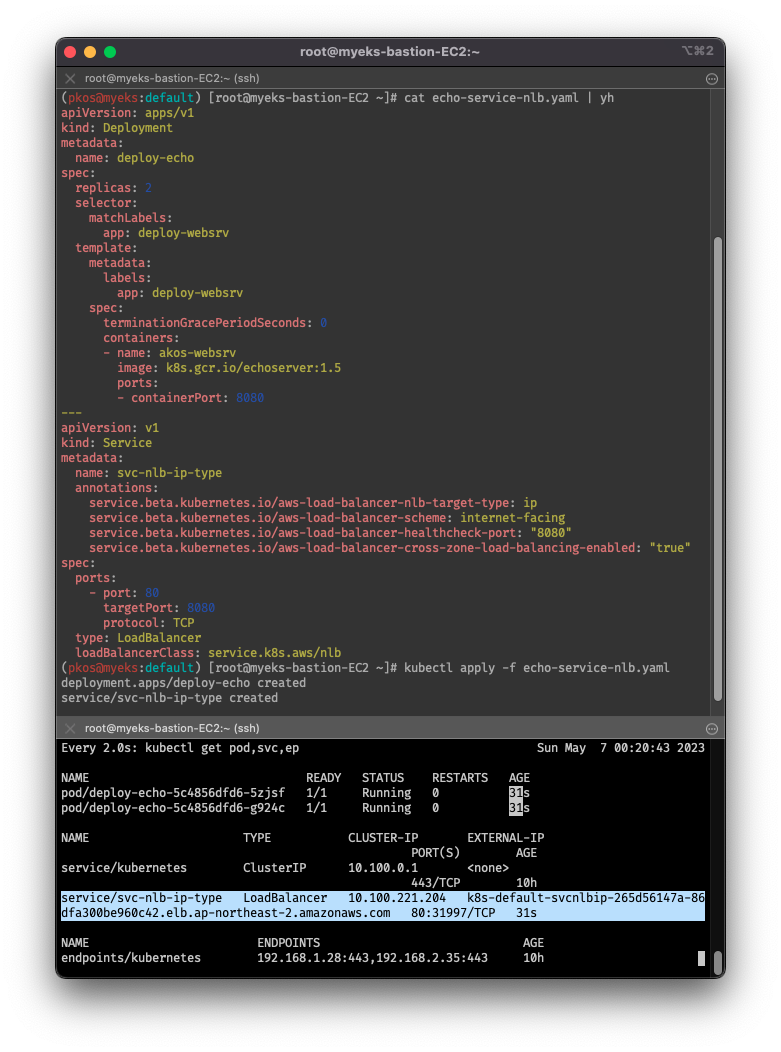 root@myeks-bastion-EC2:~
⌥⌘2
root@myeks-bastion-EC2:~ (ssh)
(pkos@myeks:default) [root@myeks-bastion-EC2 ~]# cat echo-service-nlb.yaml | yh
apiVersion: apps/v1
kind: Deployment
metadata:
  name: deploy-echo
spec:
  replicas: 2
  selector:
    matchLabels:
      app: deploy-websrv
  template:
    metadata:
      labels:
        app: deploy-websrv
    spec:
      terminationGracePeriodSeconds: 0
      containers:
      - name: akos-websrv
        image: k8s.gcr.io/echoserver:1.5
        ports:
        - containerPort: 8080
---
apiVersion: v1
kind: Service
metadata:
  name: svc-nlb-ip-type
  annotations:
    service.beta.kubernetes.io/aws-load-balancer-nlb-target-type: ip
    service.beta.kubernetes.io/aws-load-balancer-scheme: internet-facing
    service.beta.kubernetes.io/aws-load-balancer-healthcheck-port: "8080"
    service.beta.kubernetes.io/aws-load-balancer-cross-zone-load-balancing-enabled: "true"
spec:
  ports:
    - port: 80
      targetPort: 8080
      protocol: TCP
  type: LoadBalancer
  loadBalancerClass: service.k8s.aws/nlb
(pkos@myeks:default) [root@myeks-bastion-EC2 ~]# kubectl apply -f echo-service-nlb.yaml
deployment.apps/deploy-echo created
service/svc-nlb-ip-type created
root@myeks-bastion-EC2:~ (ssh)
Every 2.0s: kubectl get pod,svc,ep                                  Sun May  7 00:20:43 2023
NAME                               READY   STATUS    RESTARTS   AGE
pod/deploy-echo-5c4856dfd6-5zjsf   1/1     Running   0          31s
pod/deploy-echo-5c4856dfd6-g924c   1/1     Running   0          31s
NAME                      TYPE           CLUSTER-IP       EXTERNAL-IP
                                                  PORT(S)        AGE
service/kubernetes        ClusterIP      10.100.0.1       <none>
                                                  443/TCP        10h
service/svc-nlb-ip-type   LoadBalancer   10.100.221.204   k8s-default-svcnlbip-265d56147a-86
dfa300be960c42.elb.ap-northeast-2.amazonaws.com   80:31997/TCP   31s
NAME                        ENDPOINTS                             AGE
endpoints/kubernetes        192.168.1.28:443,192.168.2.35:443     10h